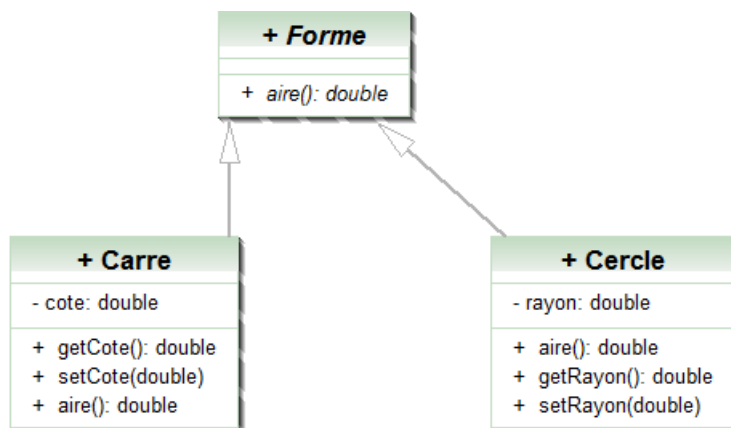 + Forme
+ aire(): double
+ Carre
- cote: double
+ getCote(): double
+ setCote(double)
+ aire(): double
+ Cercle
- rayon: double
+ aire(): double
+ getRayon(): double
+ setRayon(double)